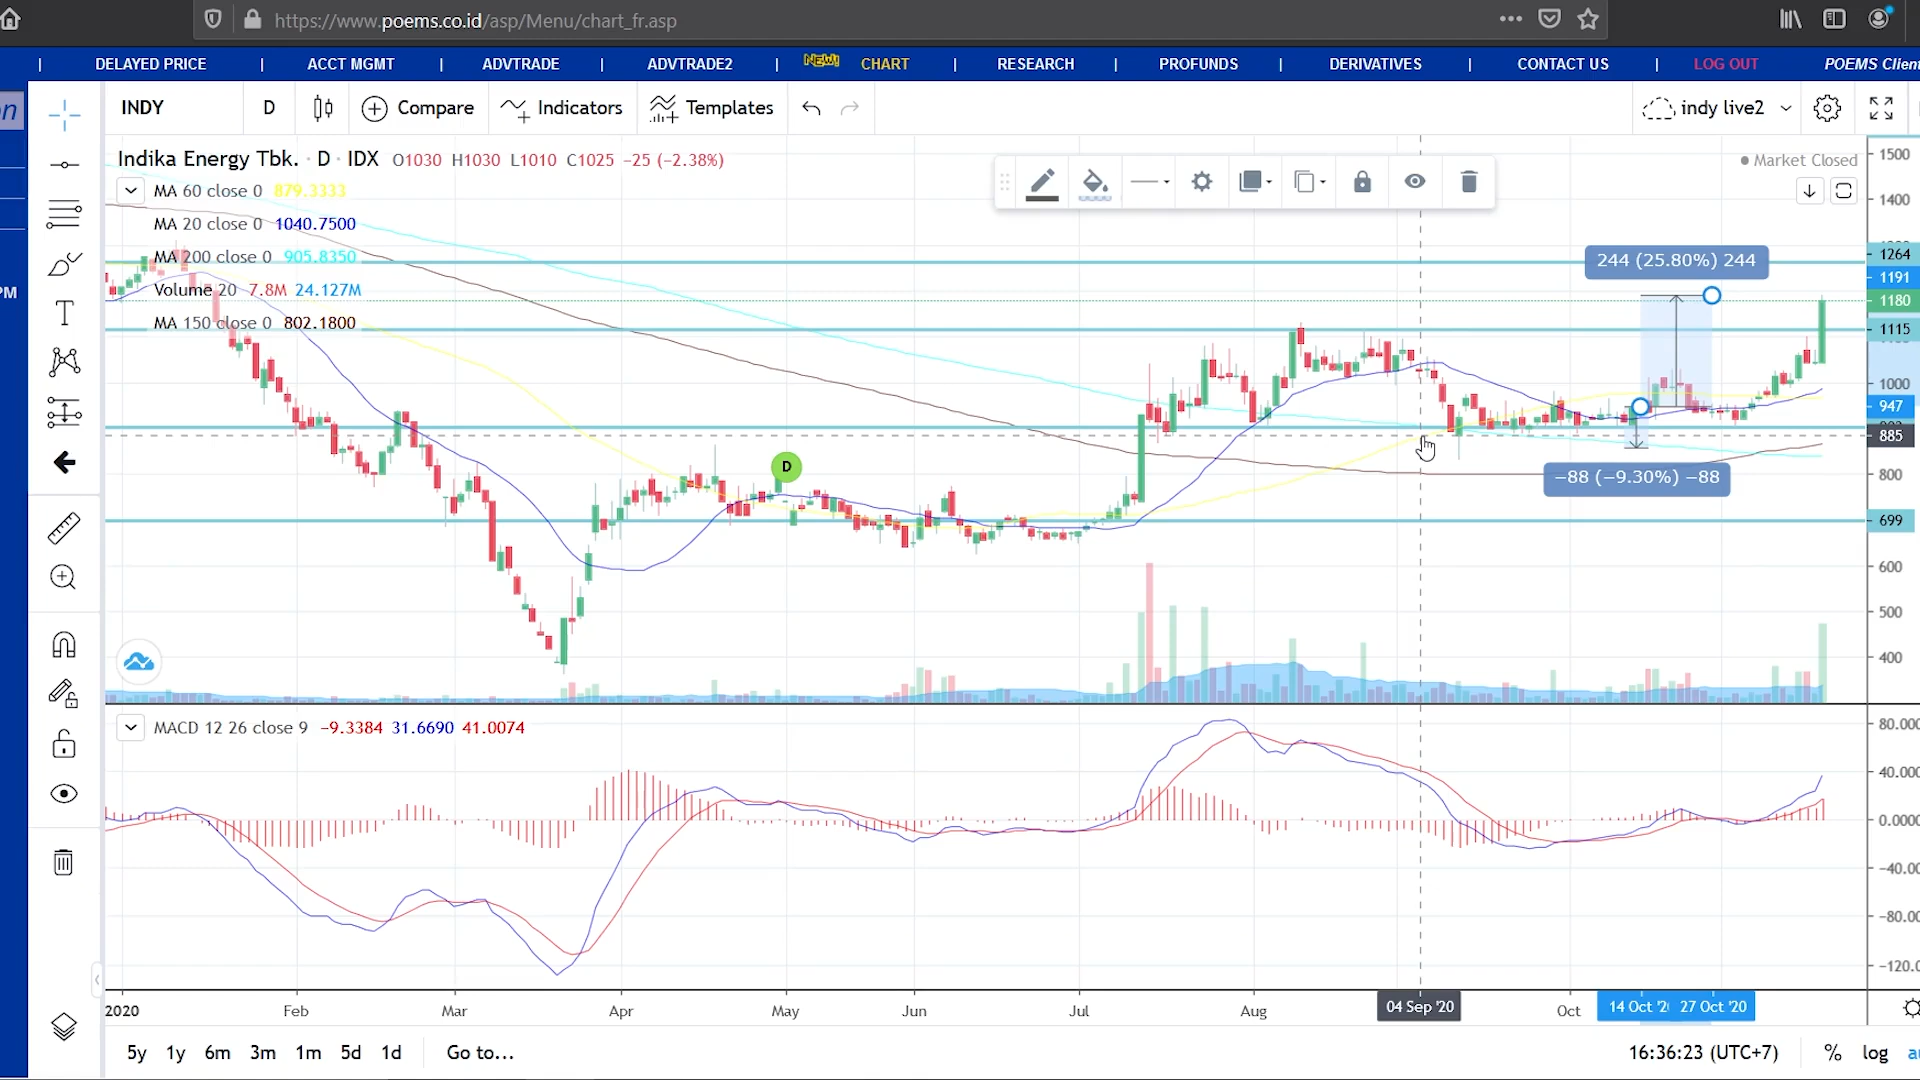 https://www.poems.co.id/asp/Menu/chart_fr.asp
DELAYED PRICE | ACCT MGMT | ADVTRADE | ADVTRADE2 | NEW! CHART | RESEARCH | PROFUNDS | DERIVATIVES | CONTACT US | LOG OUT POEMS Client
on
PM
INDY D Compare Indicators Templates indy live2
Indika Energy Tbk. · D · IDX O1030 H1030 L1010 C1025 −25 (−2.38%)
Market Closed
MA 60 close 0 879.3333
MA 20 close 0 1040.7500
MA 200 close 0 905.8350
Volume 20 7.8M 24.127M
MA 150 close 0 802.1800
244 (25.80%) 244
−88 (−9.30%) −88
D
T
1500
1400
1264
1191
1180
1115
1000
947
885
800
699
600
500
400
MACD 12 26 close 9 −9.3384 31.6690 41.0074
80.000
40.000
0.0000
−40.00
−80.00
−120.0
2020 Feb Mar Apr May Jun Jul Aug 04 Sep '20 Oct 14 Oct '20 27 Oct '20
5y 1y 6m 3m 1m 5d 1d Go to... 16:36:23 (UTC+7) % log